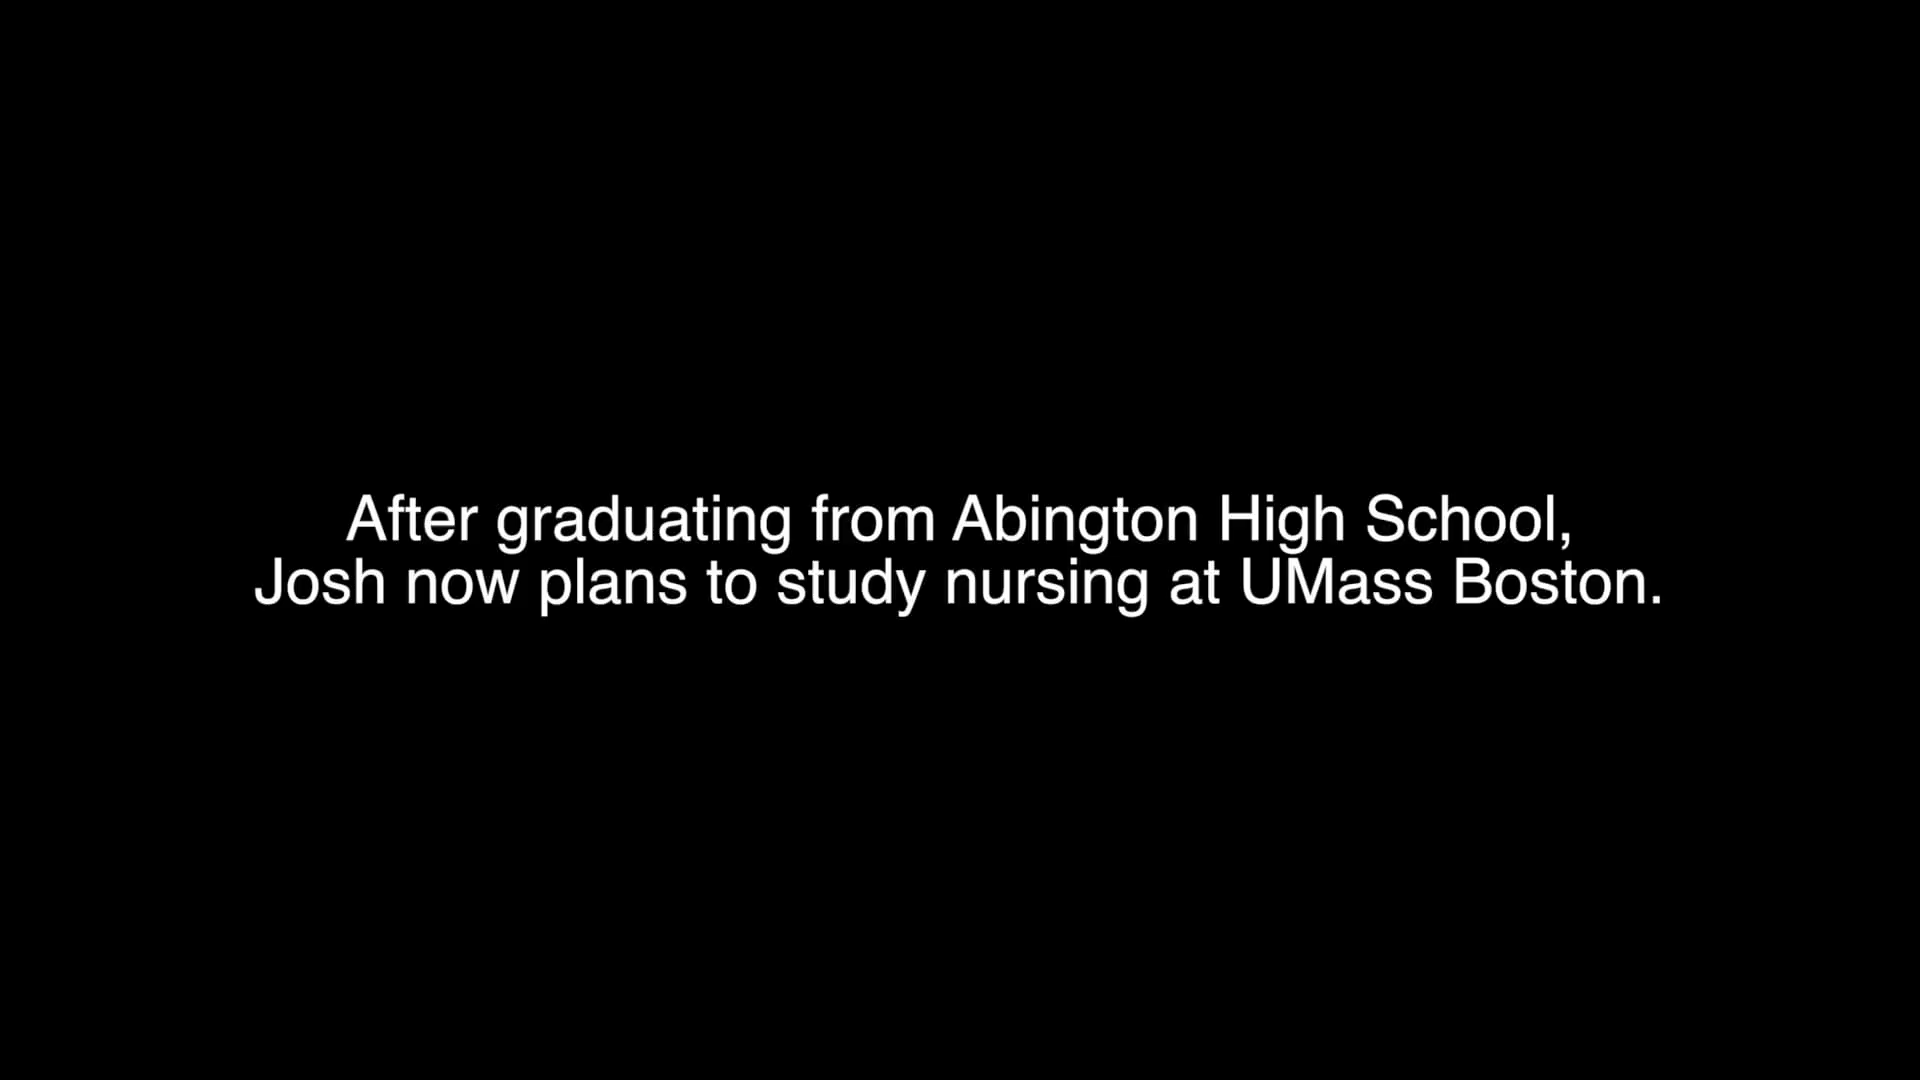 After graduating from Abington High School,
Josh now plans to study nursing at UMass Boston.